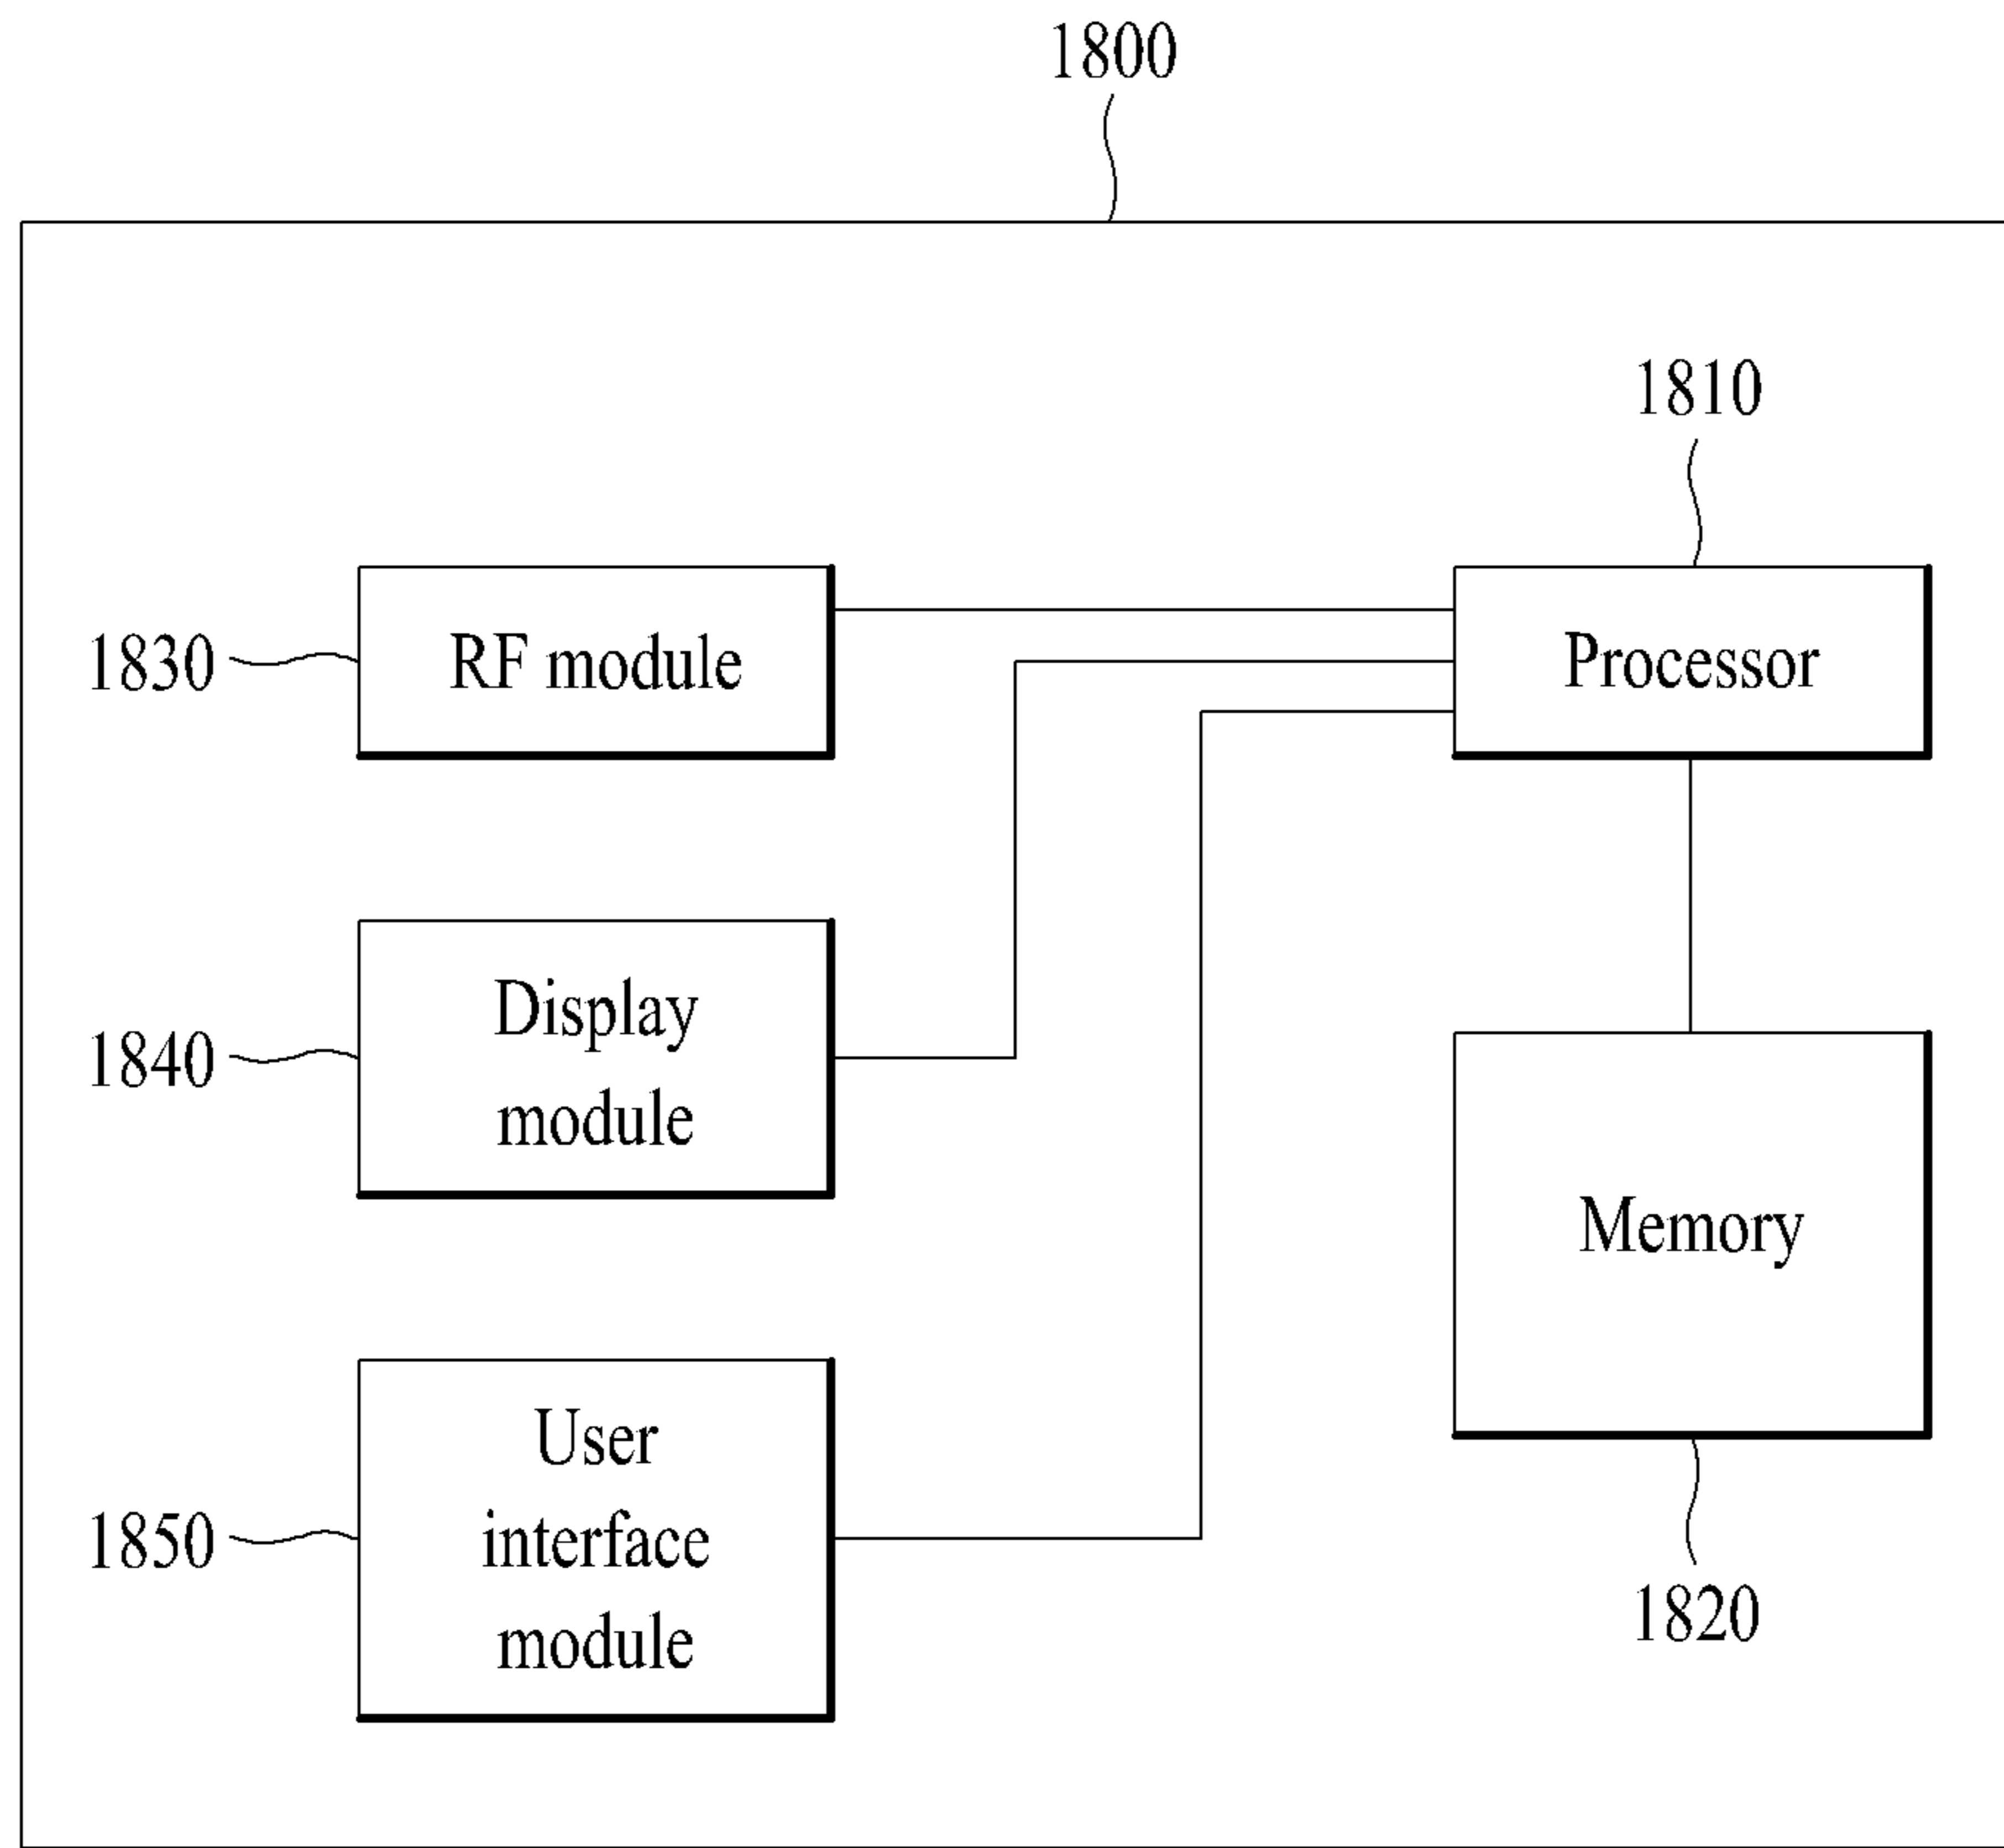 1800
1810
1830
RF module
Processor
1840
Display
module
Memory
1850
User
interface
module
1820